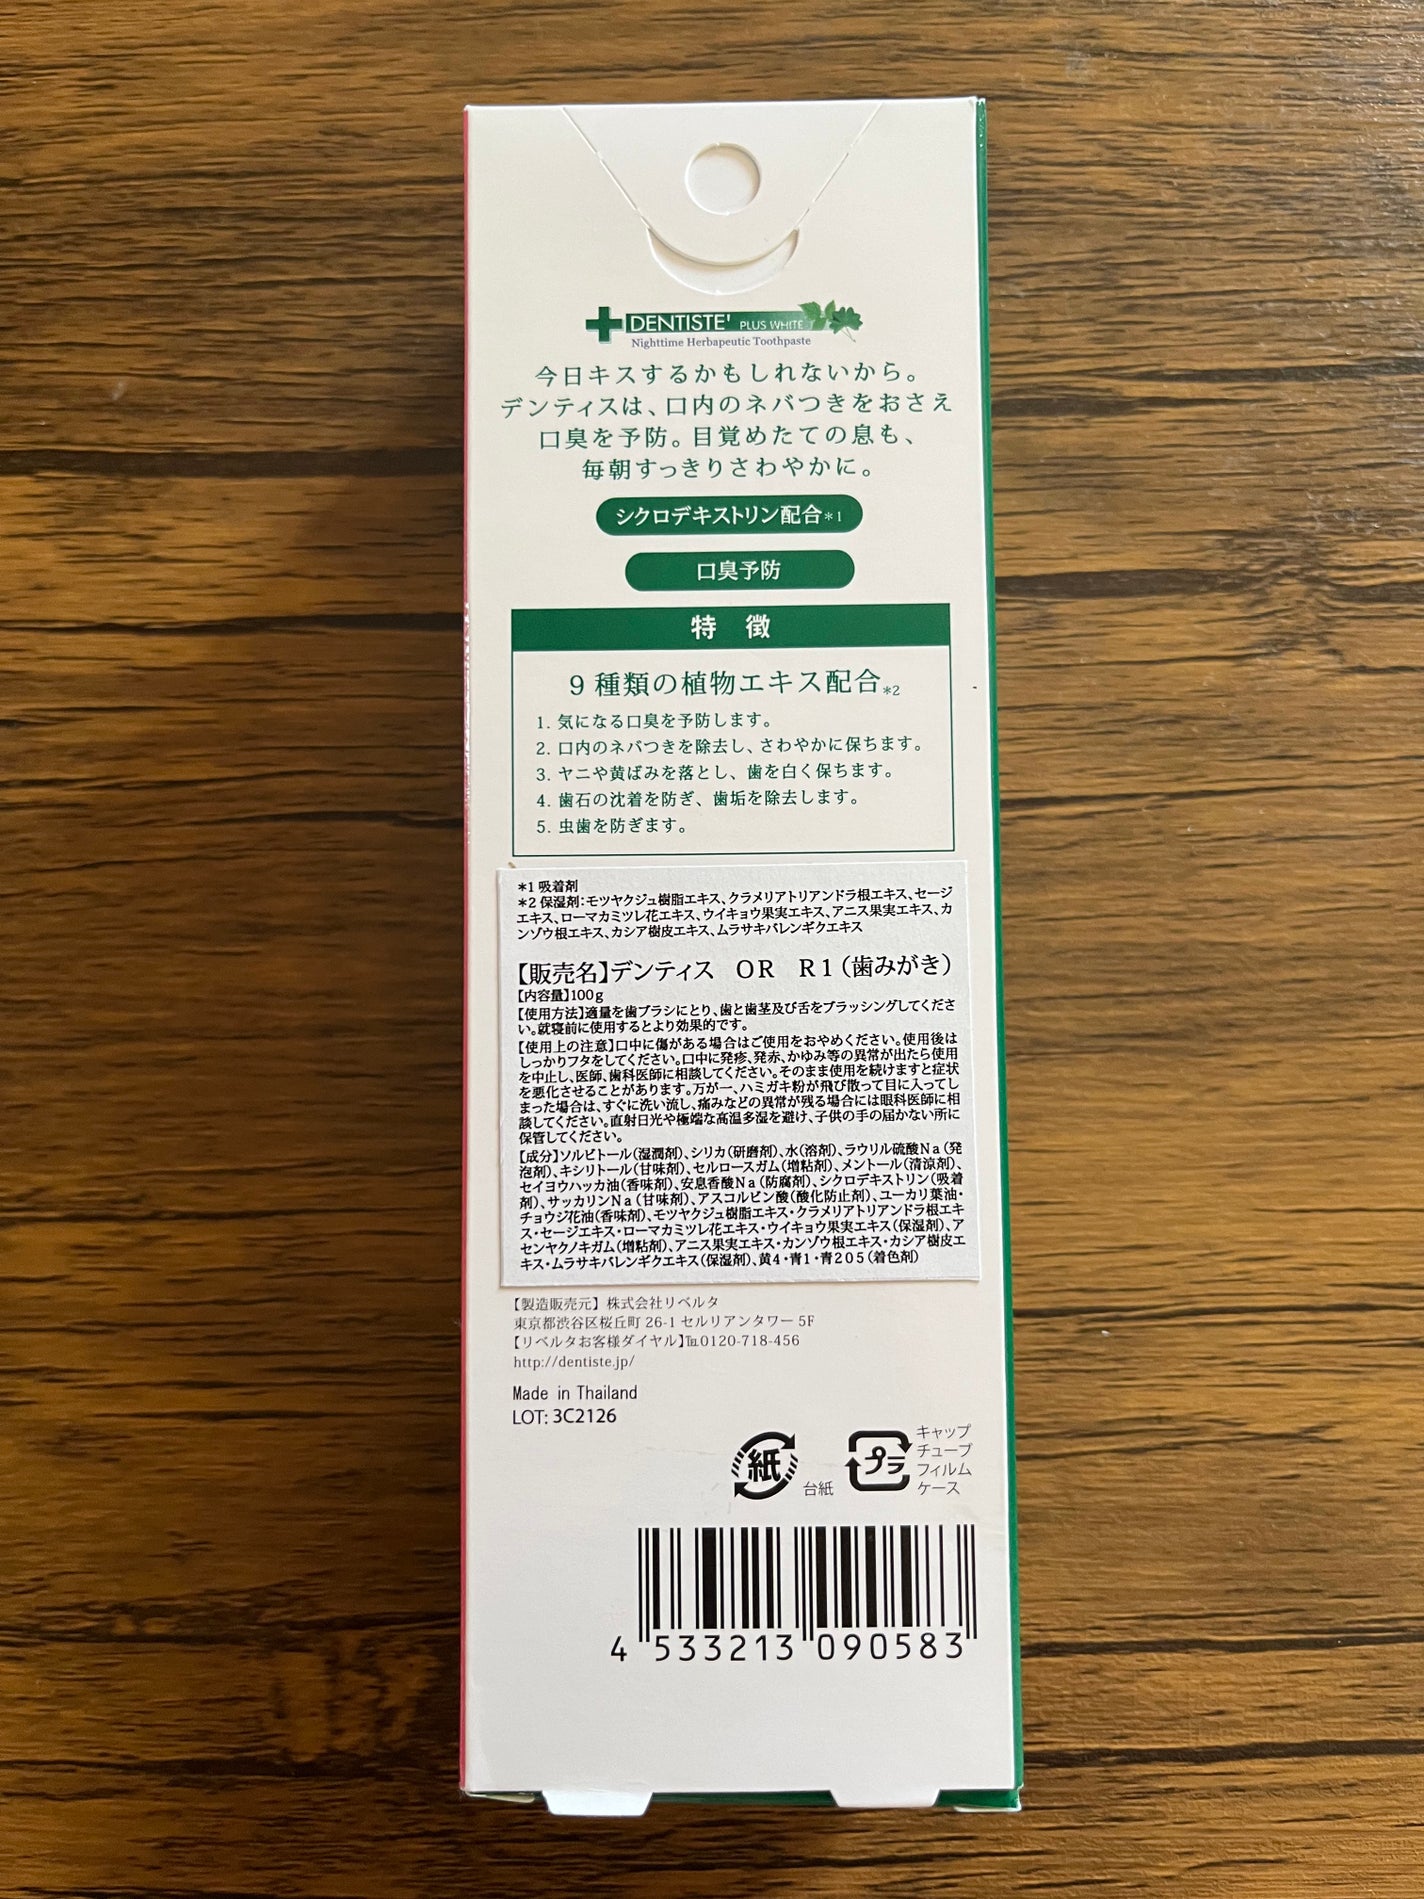 DENTISTE' PLUS WHITE
Nighttime Herbapeutic Toothpaste
今日キスするかもしれないから。
デンティスは、口内のネバつきをおさえ
口臭を予防。目覚めたての息も、
毎朝すっきりさわやかに。
シクロデキストリン配合*1
口臭予防
特 徴
9種類の植物エキス配合*2
1. 気になる口臭を予防します。
2. 口内のネバつきを除去し、さわやかに保ちます。
3. ヤニや黄ばみを落とし、歯を白く保ちます。
4. 歯石の沈着を防ぎ、歯垢を除去します。
5. 虫歯を防ぎます。
*1 吸着剤
*2 保湿剤:モツヤクジュ樹脂エキス、クラメリアトリアンドラ根エキス、セージ
エキス、ローマカミツレ花エキス、ウイキョウ果実エキス、アニス果実エキス、カ
ンゾウ根エキス、カシア樹皮エキス、ムラサキバレンギクエキス
【販売名】デンティス OR R1(歯みがき)
【内容量】100g
【使用方法】適量を歯ブラシにとり、歯と歯茎及び舌をブラッシングしてくださ
い。就寝前に使用するとより効果的です。
【使用上の注意】口中に傷がある場合はご使用をおやめください。使用後は
しっかりフタをしてください。口中に発疹、発赤、かゆみ等の異常が出たら使用
を中止し、医師、歯科医師に相談してください。そのまま使用を続けますと症状
を悪化させることがあります。万が一、ハミガキ粉が飛び散って目に入ってし
まった場合は、すぐに洗い流し、痛みなどの異常が残る場合には眼科医師に相
談してください。直射日光や極端な高温多湿を避け、子供の手の届かない所に
保管してください。
【成分】ソルビトール(湿潤剤)、シリカ(研磨剤)、水(溶剤)、ラウリル硫酸Na(発
泡剤)、キシリトール(甘味剤)、セルロースガム(増粘剤)、メントール(清涼剤)、
セイヨウハッカ油(香味剤)、安息香酸Na(防腐剤)、シクロデキストリン(吸着
剤)、サッカリンNa(甘味剤)、アスコルビン酸(酸化防止剤)、ユーカリ葉油・
チョウジ花油(香味剤)、モツヤクジュ樹脂エキス・クラメリアトリアンドラ根エキ
ス・セージエキス・ローマカミツレ花エキス・ウイキョウ果実エキス(保湿剤)、ア
センヤクノキガム(増粘剤)、アニス果実エキス・カンゾウ根エキス・カシア樹皮エ
キス・ムラサキバレンギクエキス(保湿剤)、黄4・青1・青205(着色剤)
【製造販売元】株式会社リベルタ
東京都渋谷区桜丘町 26-1 セルリアンタワー 5F
【リベルタお客様ダイヤル】℡0120-718-456
http://dentiste.jp/
Made in Thailand
LOT: 3C2126
紙
台紙
プラ
キャップ
チューブ
フィルム
ケース
4 533213 090583